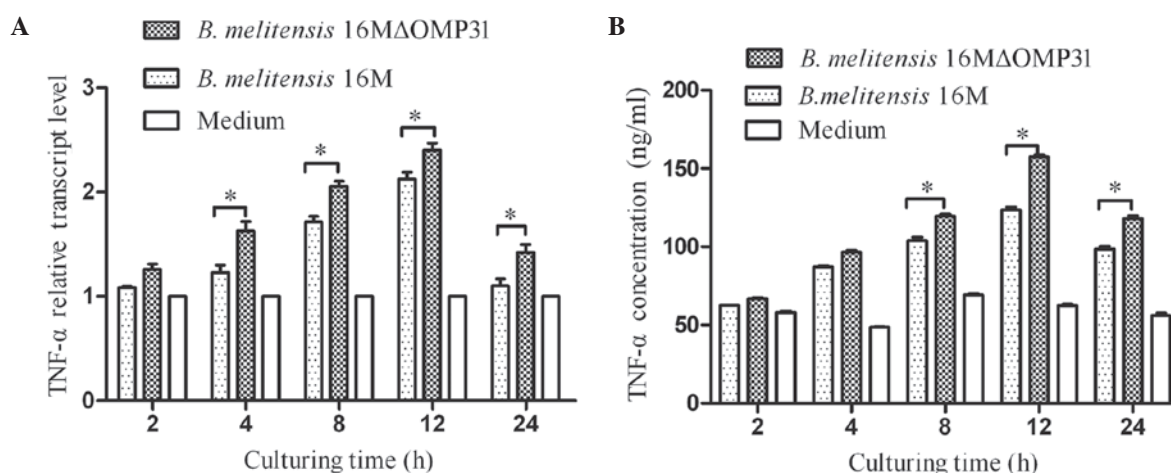 A
B. melitensis 16MΔOMP31
B. melitensis 16M
Medium
TNF-α relative transcript level
3
2
1
0
* * * * 
2 4 8 12 24
Culturing time (h)
B
B. melitensis 16MΔOMP31
B.melitensis 16M
Medium
TNF-α concentration (ng/ml)
200
150
100
50
0
* * *
2 4 8 12 24
Culturing time (h)